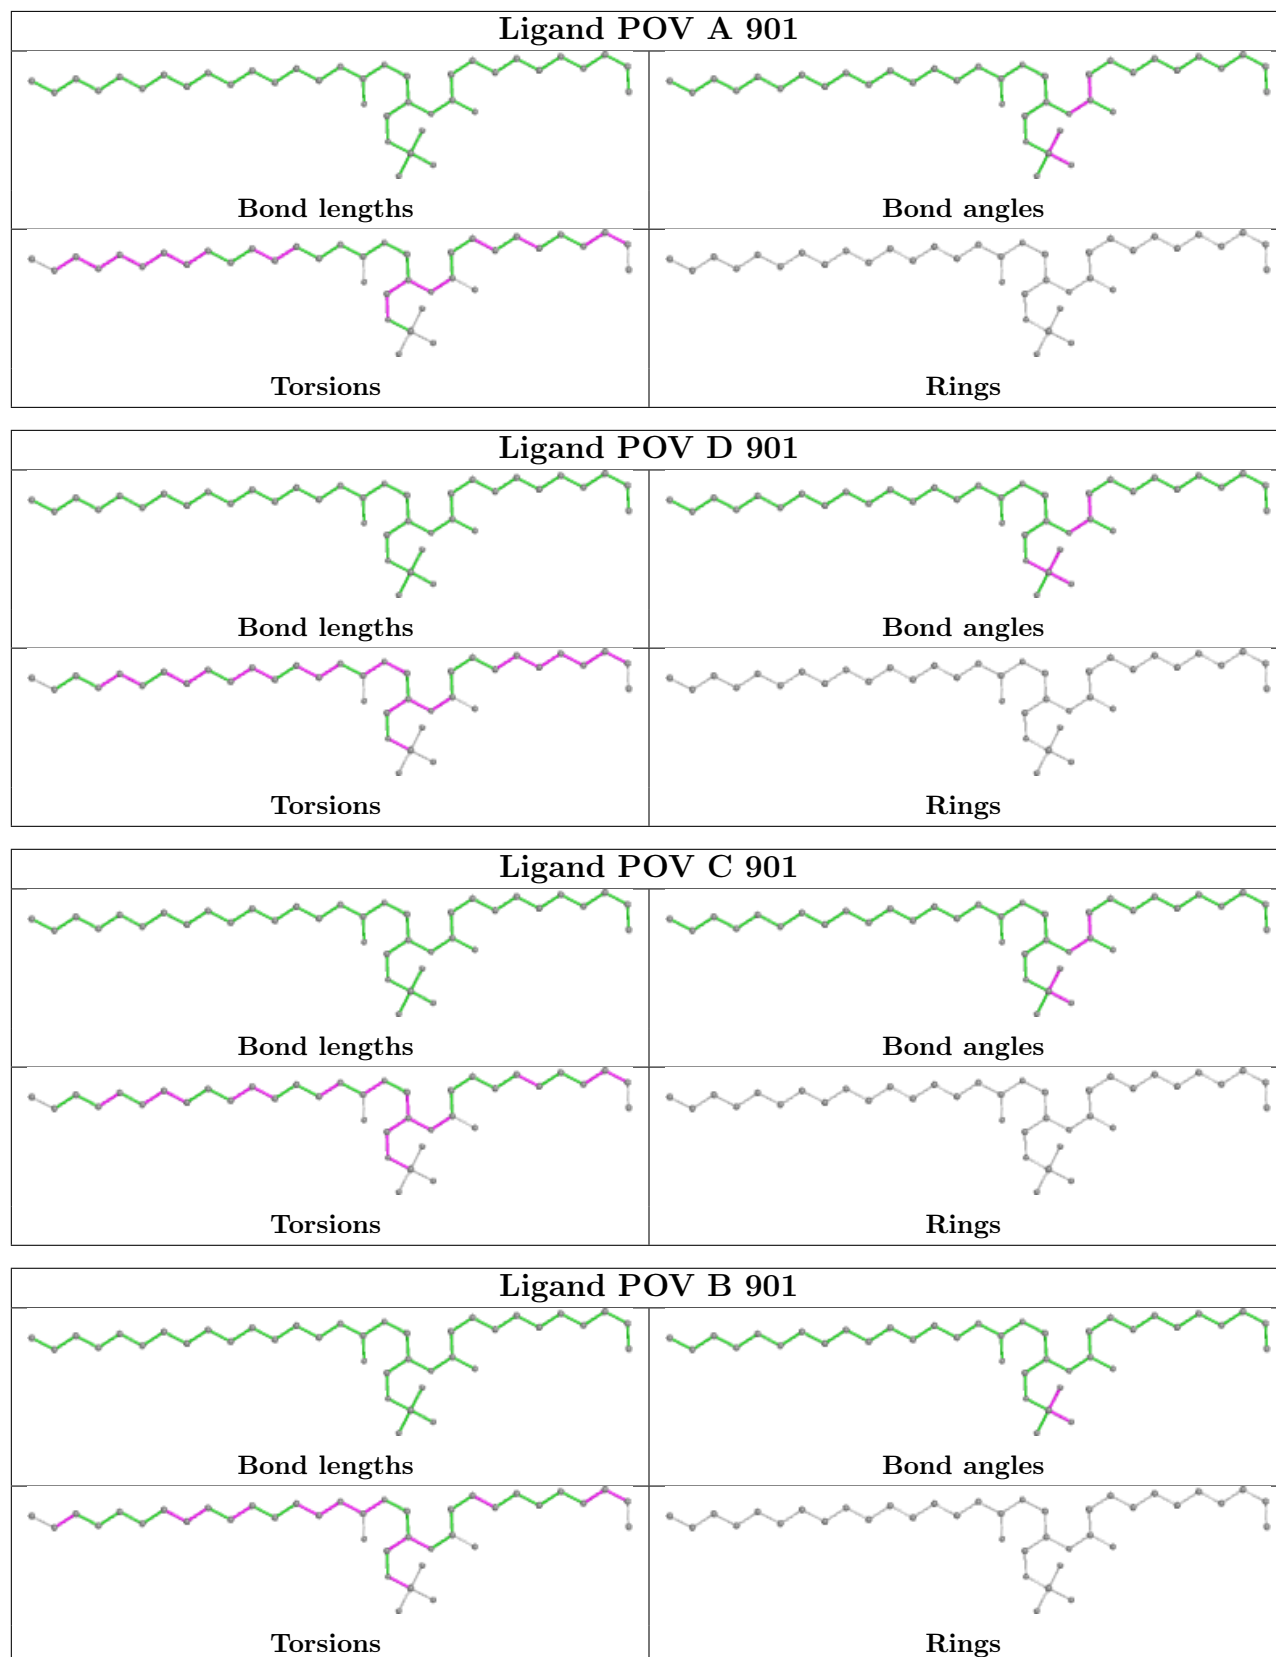 Ligand POV A 901
Bond lengths
Bond angles
Torsions
Rings
Ligand POV D 901
Bond lengths
Bond angles
Torsions
Rings
Ligand POV C 901
Bond lengths
Bond angles
Torsions
Rings
Ligand POV B 901
Bond lengths
Bond angles
Torsions
Rings